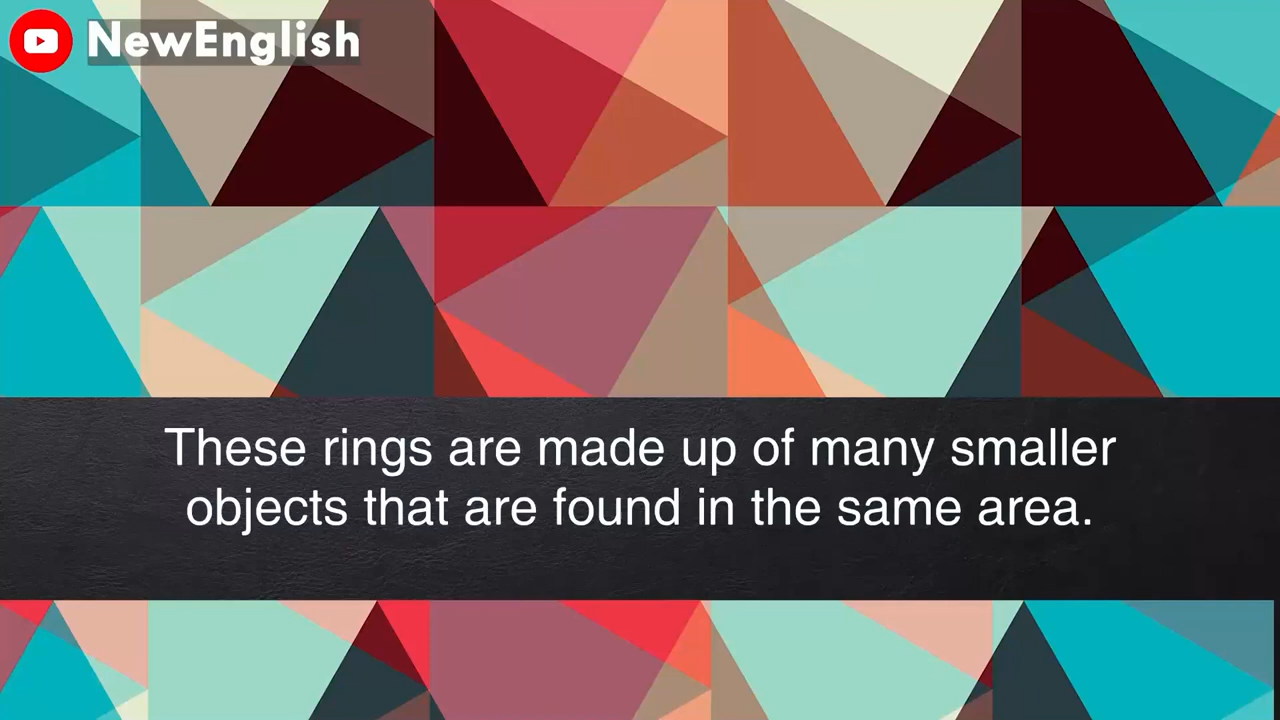 NewEnglish
These rings are made up of many smaller
objects that are found in the same area.